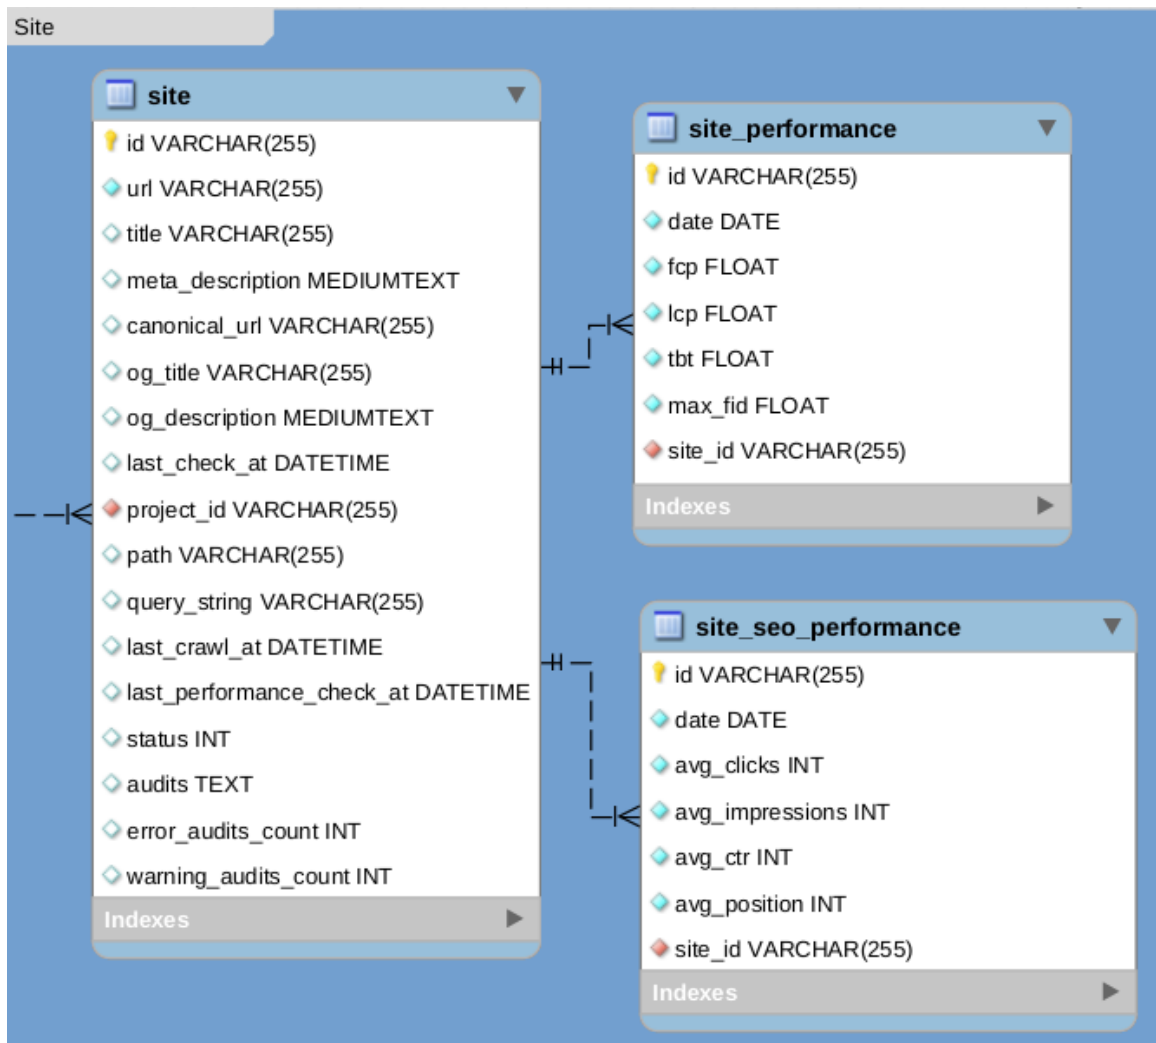 Site
site
id VARCHAR(255)
url VARCHAR(255)
title VARCHAR(255)
meta_description MEDIUMTEXT
canonical_url VARCHAR(255)
og_title VARCHAR(255)
og_description MEDIUMTEXT
last_check_at DATETIME
project_id VARCHAR(255)
path VARCHAR(255)
query_string VARCHAR(255)
last_crawl_at DATETIME
last_performance_check_at DATETIME
status INT
audits TEXT
error_audits_count INT
warning_audits_count INT
Indexes
site_performance
id VARCHAR(255)
date DATE
fcp FLOAT
lcp FLOAT
tbt FLOAT
max_fid FLOAT
site_id VARCHAR(255)
Indexes
site_seo_performance
id VARCHAR(255)
date DATE
avg_clicks INT
avg_impressions INT
avg_ctr INT
avg_position INT
site_id VARCHAR(255)
Indexes